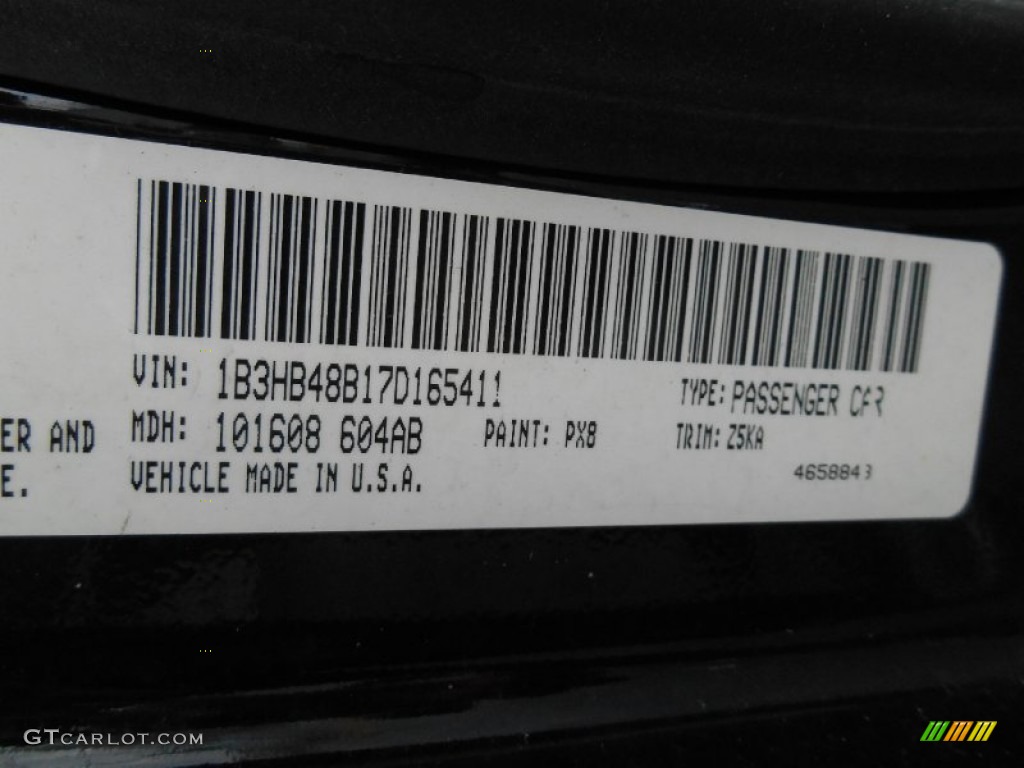 VIN: 1B3HB48B17D165411
TYPE: PASSENGER CAR
ER AND
MDH: 101608 604AB
PAINT: PX8
TRIM: Z5KA
E.
VEHICLE MADE IN U.S.A.
4658843
GTCARLOT.COM